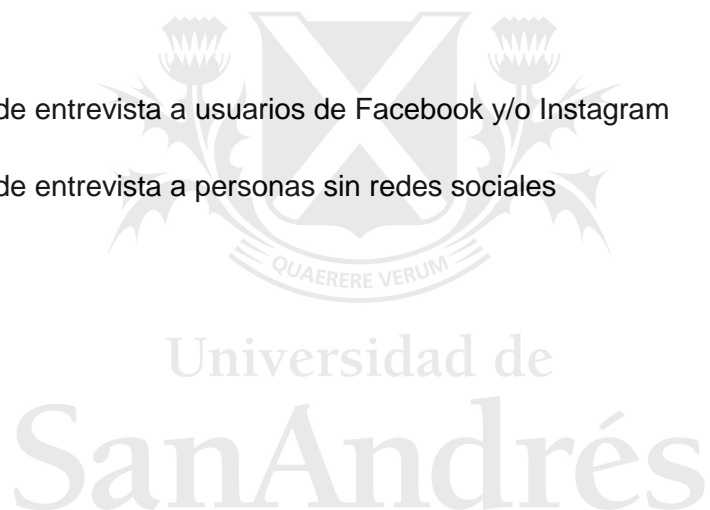 de entrevista a usuarios de Facebook y/o Instagram
de entrevista a personas sin redes sociales
QUAERERE VERUM
Universidad de
SanAndrés